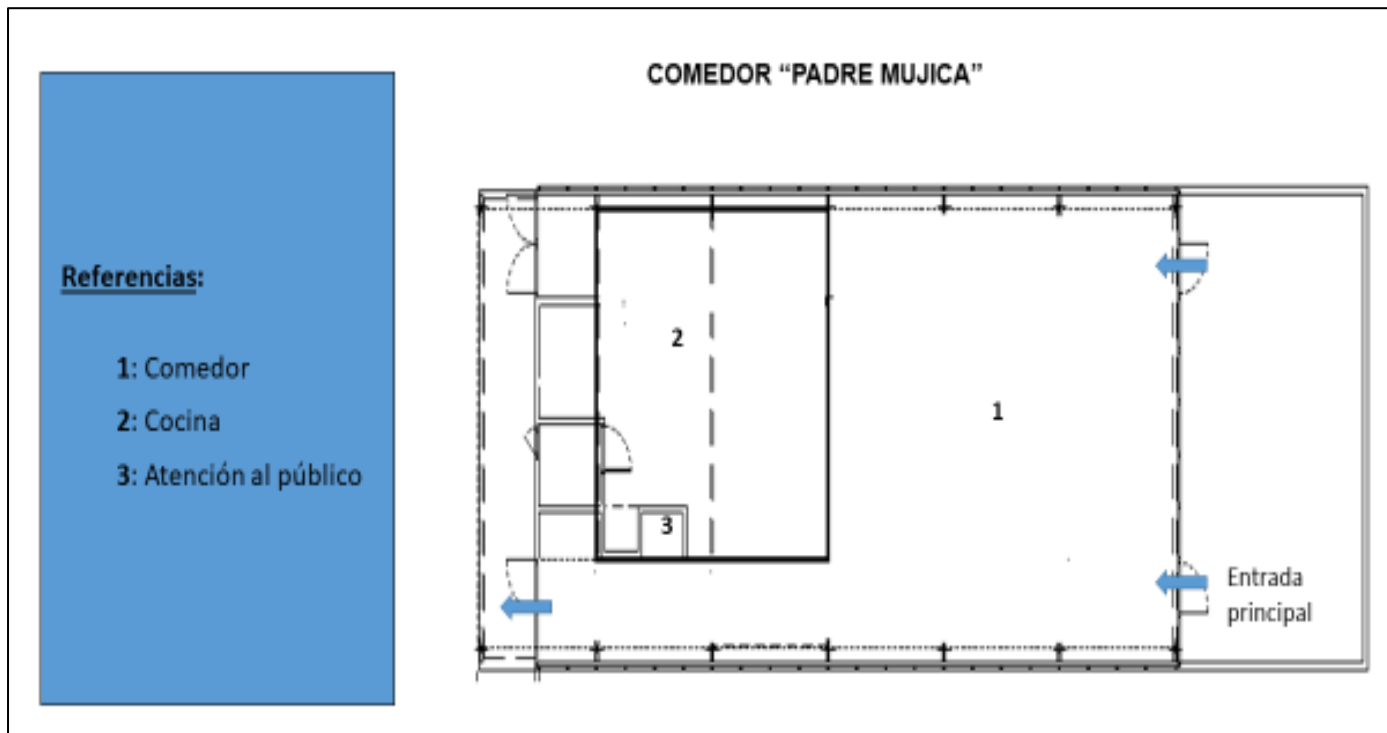 COMEDOR “PADRE MUJICA”
Referencias:
1: Comedor
2: Cocina
3: Atención al público
2
1
3
Entrada
principal